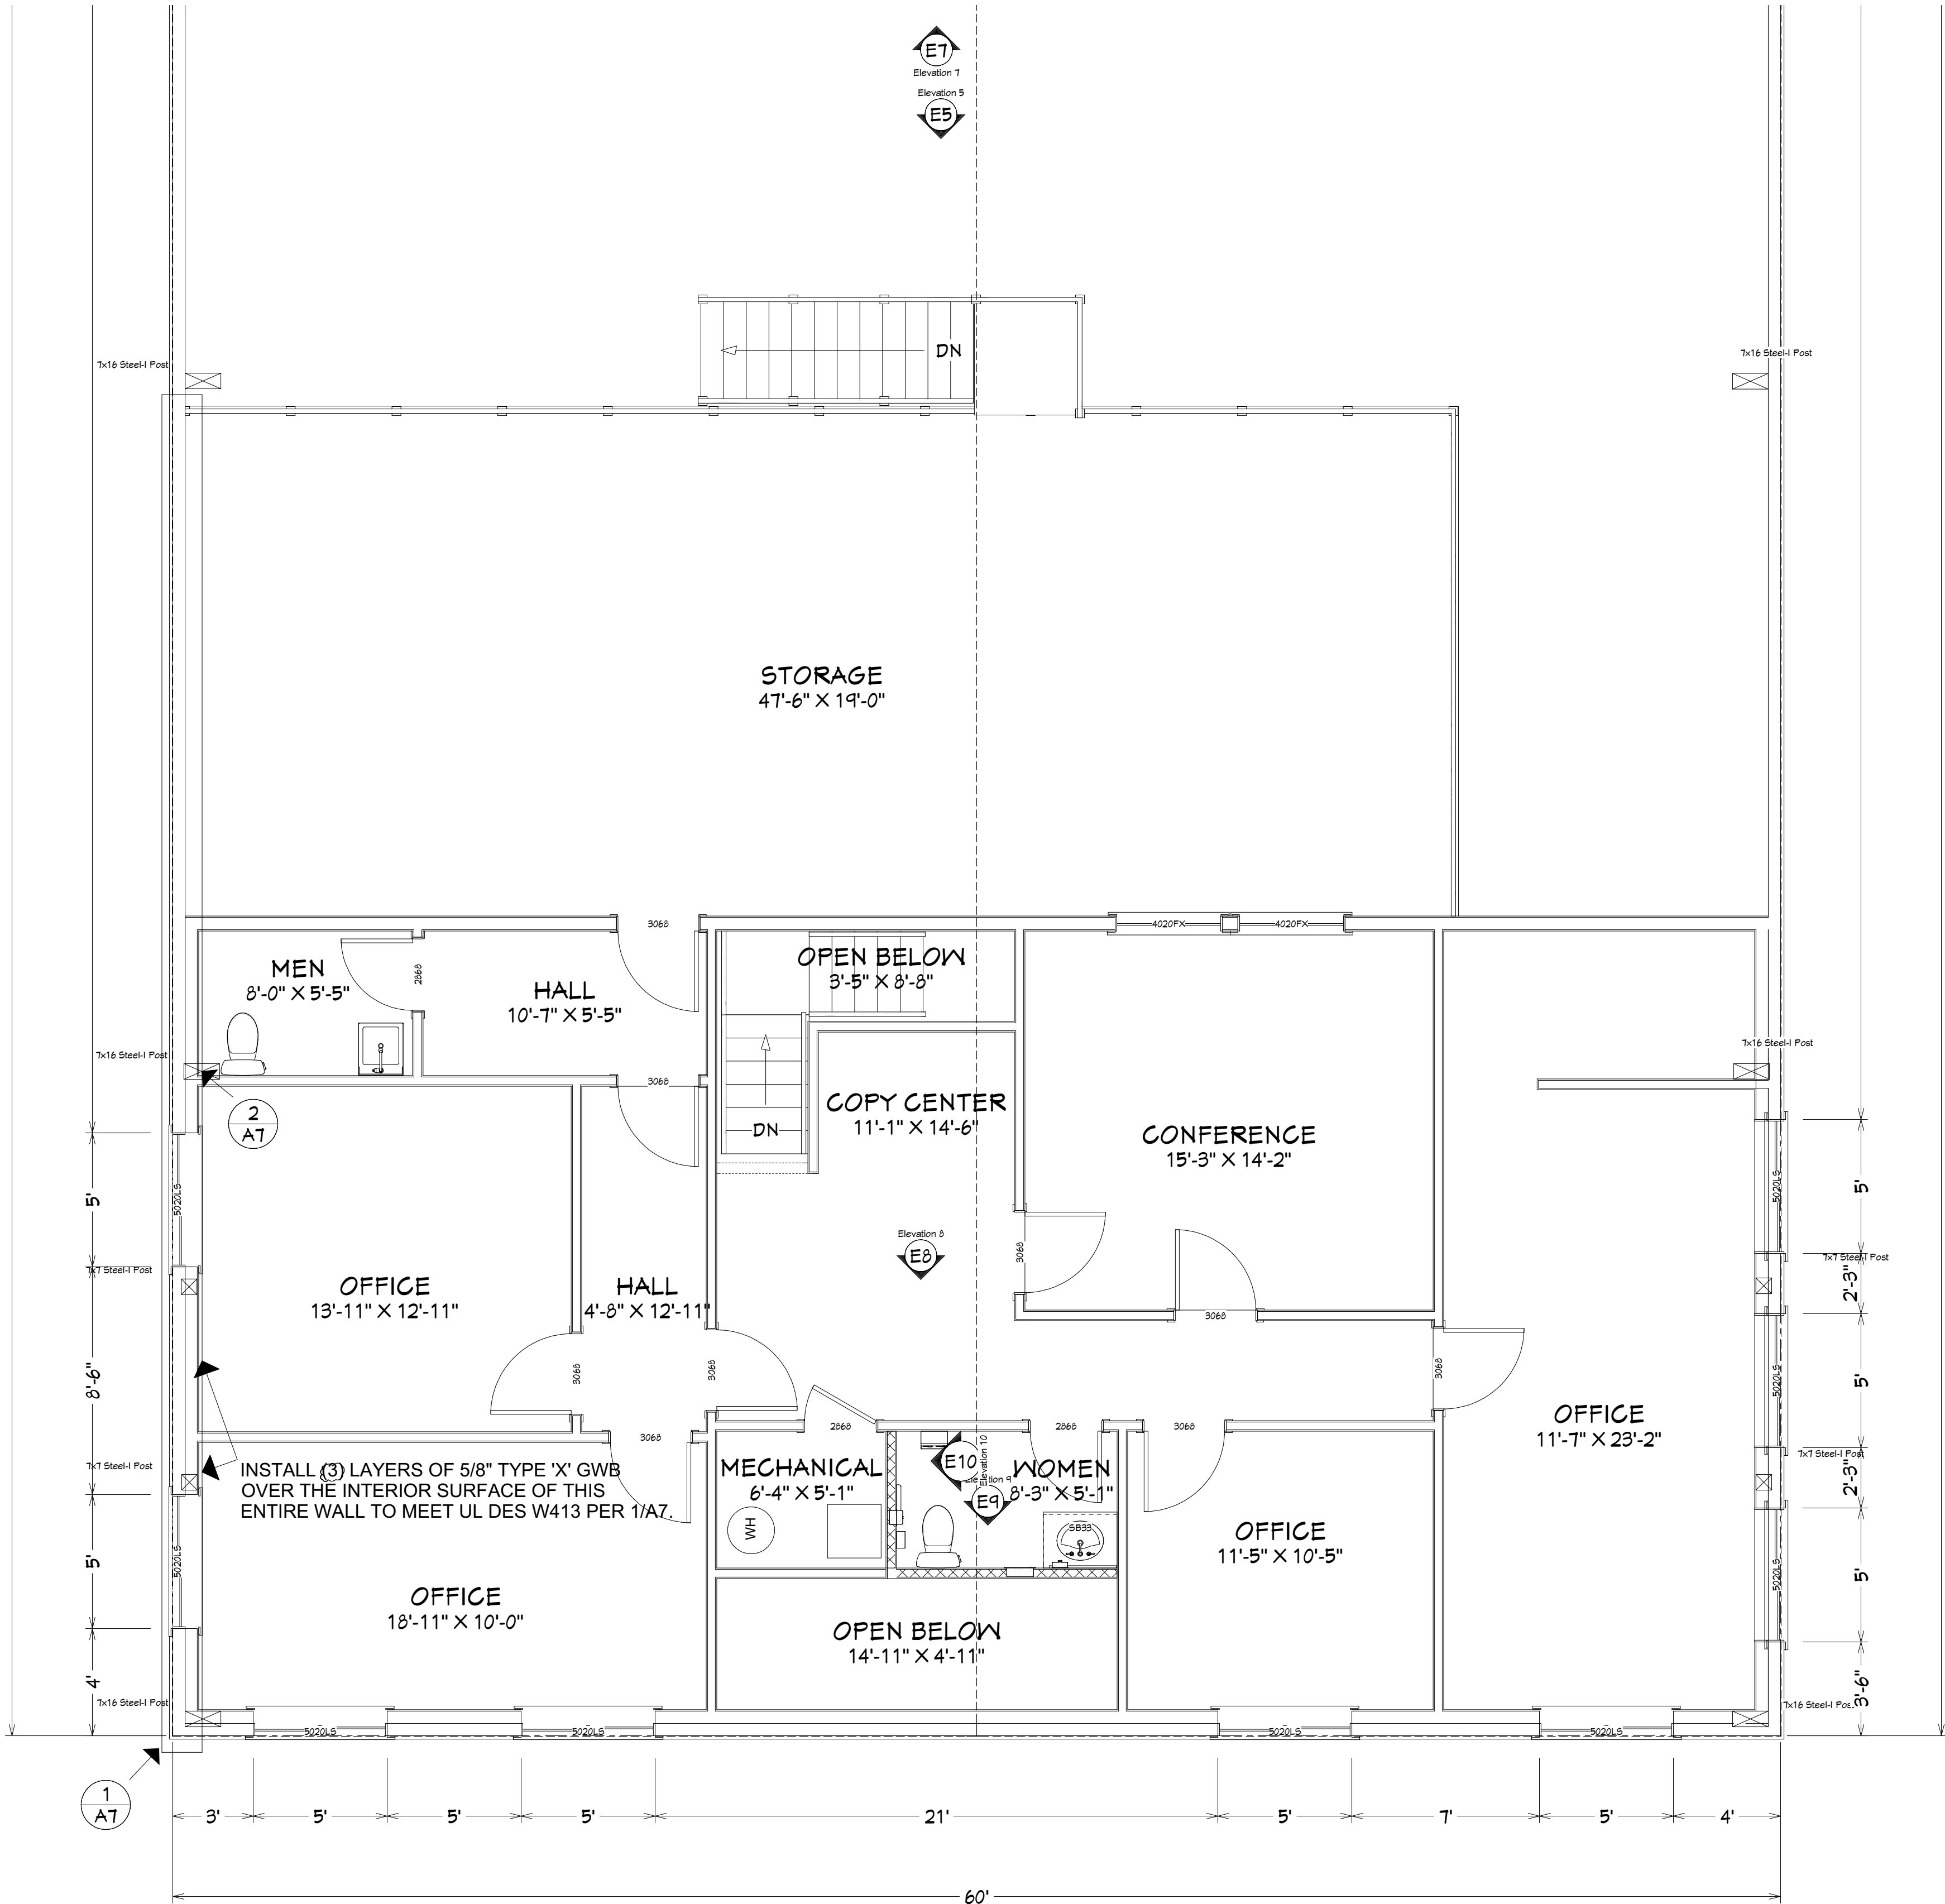 E7
Elevation 7
Elevation 5
E5
7x16 Steel-I Post
7x16 Steel-I Post
DN
STORAGE
47'-6" X 19'-0"
3068
4020FX
4020FX
MEN
8'-0" X 5'-5"
2868
HALL
10'-7" X 5'-5"
OPEN BELOW
3'-5" X 8'-8"
7x16 Steel-I Post
7x16 Steel-I Post
3068
2
A7
DN
COPY CENTER
11'-1" X 14'-6"
CONFERENCE
15'-3" X 14'-2"
5'
5020LS
5020LS
5'
Elevation 8
E8
3068
7x7 Steel-I Post
7x7 Steel-I Post
2'-3"
OFFICE
13'-11" X 12'-11"
HALL
4'-8" X 12'-11"
3068
8'-6"
3068
3068
3068
5020LS
5'
OFFICE
11'-7" X 23'-2"
2868
2868
3068
3068
7x7 Steel-I Post
7x7 Steel-I Post
2'-3"
INSTALL (3) LAYERS OF 5/8" TYPE 'X' GWB
OVER THE INTERIOR SURFACE OF THIS
ENTIRE WALL TO MEET UL DES W413 PER 1/A7.
MECHANICAL
6'-4" X 5'-1"
WH
E10
Elevation 10
Elevation 9
E9
WOMEN
8'-3" X 5'-1"
SB33
OFFICE
11'-5" X 10'-5"
5'
5020LS
5020LS
5'
OFFICE
18'-11" X 10'-0"
OPEN BELOW
14'-11" X 4'-11"
4'
7x16 Steel-I Post
7x16 Steel-I Pos
3'-6"
5020LS
5020LS
5020LS
5020LS
1
A7
3'
5'
5'
5'
21'
5'
7'
5'
4'
60'